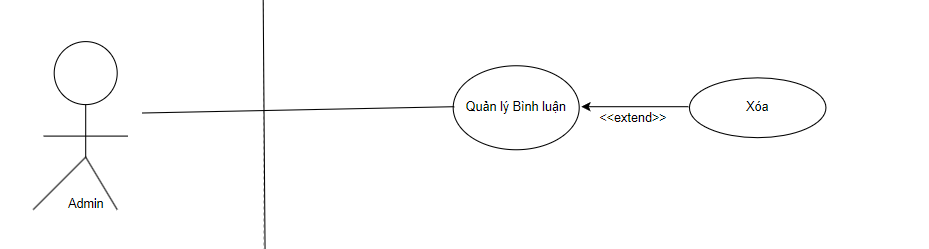 Quản lý Bình luận
Xóa
<<extend>>
Admin